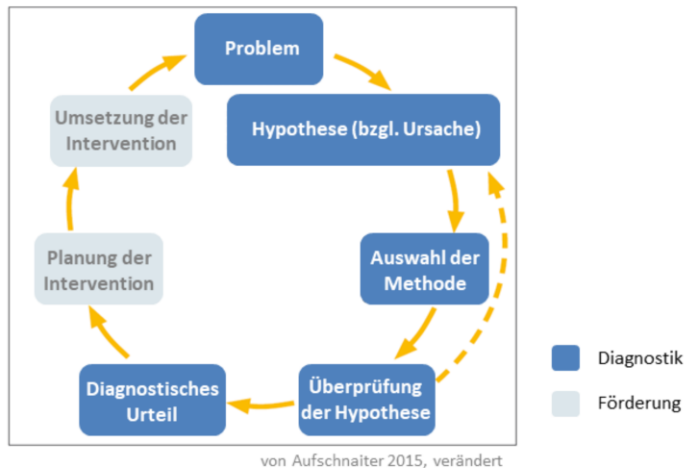 Problem
Hypothese (bzgl. Ursache)
Auswahl der
Methode
Überprüfung
der Hypothese
Diagnostisches
Urteil
Planung der
Intervention
Umsetzung der
Intervention
Diagnostik
Förderung
von Aufschnaiter 2015, verändert